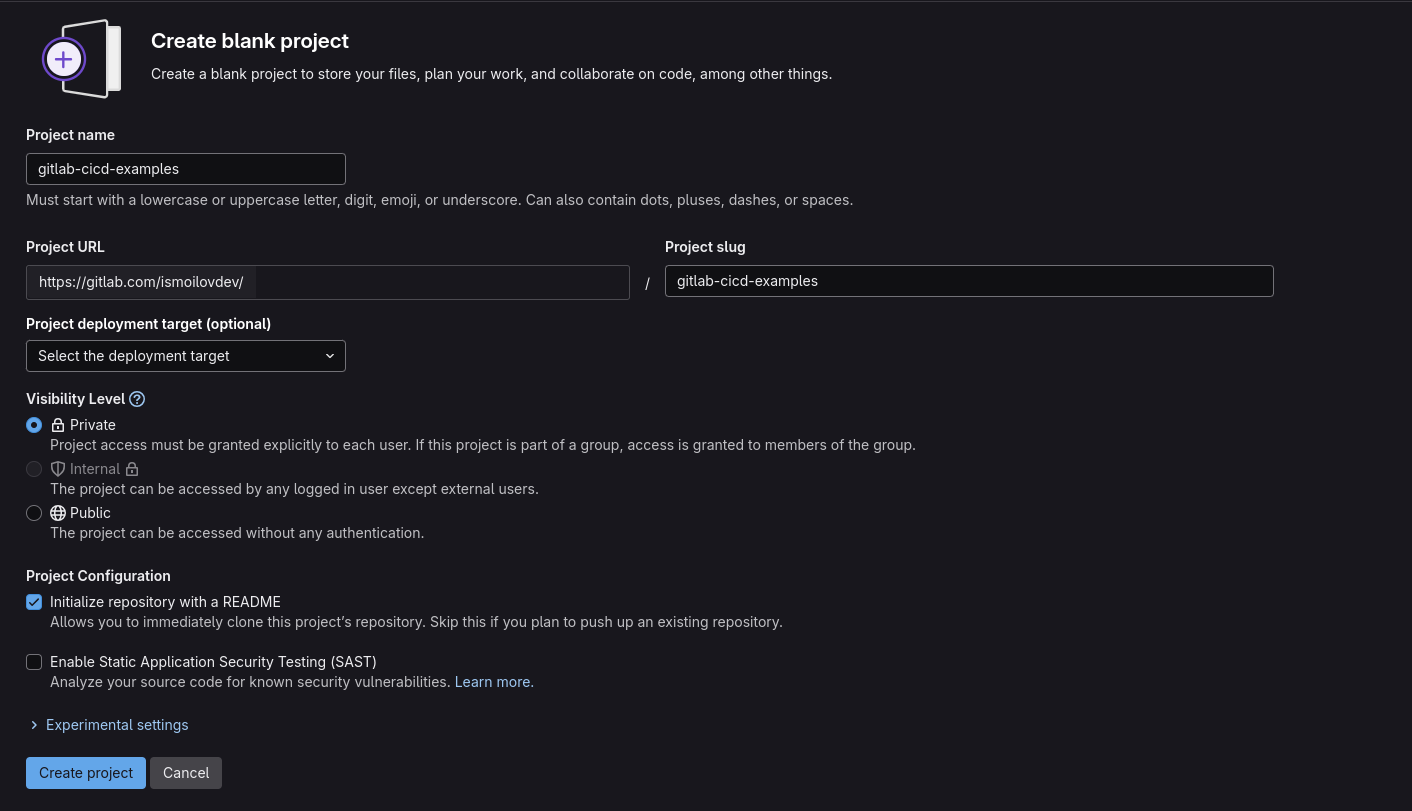 Create blank project
Create a blank project to store your files, plan your work, and collaborate on code, among other things.
Project name
gitlab-cicd-examples
Must start with a lowercase or uppercase letter, digit, emoji, or underscore. Can also contain dots, pluses, dashes, or spaces.
Project URL
https://gitlab.com/ismoilovdev/
/
Project slug
gitlab-cicd-examples
Project deployment target (optional)
Select the deployment target
Visibility Level
Private
Project access must be granted explicitly to each user. If this project is part of a group, access is granted to members of the group.
Internal
The project can be accessed by any logged in user except external users.
Public
The project can be accessed without any authentication.
Project Configuration
Initialize repository with a README
Allows you to immediately clone this project’s repository. Skip this if you plan to push up an existing repository.
Enable Static Application Security Testing (SAST)
Analyze your source code for known security vulnerabilities. Learn more.
Experimental settings
Create project
Cancel